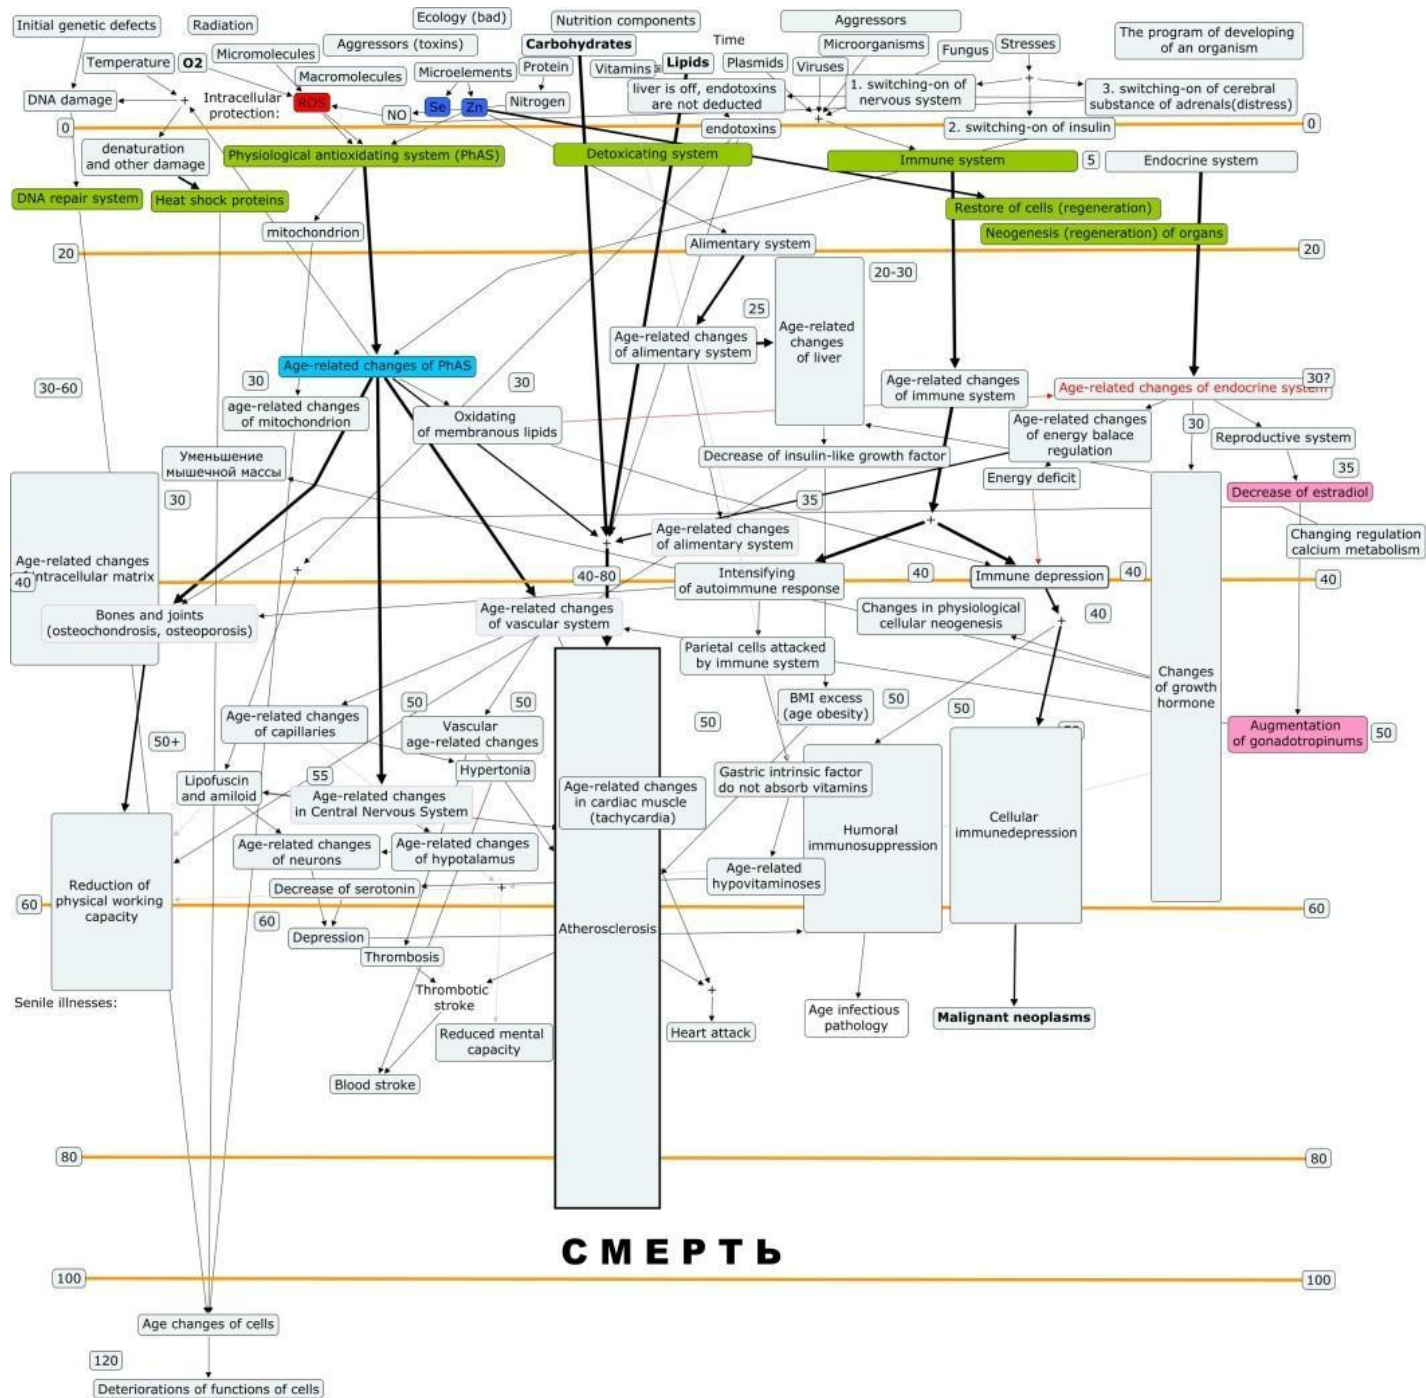 Initial genetic defects
Radiation
Ecology (bad)
Nutrition components
Aggressors
The program of developing
of an organism
Temperature
O2
Micromolecules
Aggressors (toxins)
Carbohydrates
Time
Microorganisms
Fungus
Stresses
Macromolecules
Microelements
Protein
Vitamins
Lipids
Plasmids
Viruses
DNA damage
+
Intracellular
protection:
ROS
NO
Se
Zn
Nitrogen
liver is off, endotoxins
are not deducted
endotoxins
+
1. switching-on of
nervous system
+
3. switching-on of cerebral
substance of adrenals(distress)
2. switching-on of insulin
0
0
denaturation
and other damage
Physiological antioxidating system (PhAS)
Detoxicating system
Immune system
5
Endocrine system
DNA repair system
Heat shock proteins
mitochondrion
Restore of cells (regeneration)
Neogenesis (regeneration) of organs
Alimentary system
20
20
20-30
25
Age-related
changes
of liver
Age-related changes
of alimentary system
Age-related changes of PhAS
30-60
30
30
age-related changes
of mitochondrion
Oxidating
of membranous lipids
Age-related changes
of immune system
30?
Age-related changes of endocrine system
Age-related changes
of energy balace
regulation
30
Reproductive system
Уменьшение
мышечной массы
Decrease of insulin-like growth factor
Energy deficit
35
Decrease of estradiol
30
35
Age-related changes
of alimentary system
+
+
Changing regulation
calcium metabolism
Age-related changes
intracellular matrix
40
+
40-80
Intensifying
of autoimmune response
40
Immune depression
40
40
Bones and joints
(osteochondrosis, osteoporosis)
Age-related changes
of vascular system
Changes in physiological
cellular neogenesis
+
40
Parietal cells attacked
by immune system
Changes
of growth
hormone
BMI excess
(age obesity)
50
50
50
50
50
Age-related changes
of capillaries
Vascular
age-related changes
Augmentation
of gonadotropinums
50
50+
Hypertonia
Lipofuscin
and amiloid
55
Age-related changes
in Central Nervous System
Age-related changes
in cardiac muscle
(tachycardia)
Gastric intrinsic factor
do not absorb vitamins
Humoral
immunosuppression
Cellular
immunedepression
Age-related changes
of neurons
Age-related changes
of hypotalamus
Age-related
hypovitaminoses
Reduction of
physical working
capacity
Decrease of serotonin
+
60
60
60
Depression
Atherosclerosis
Thrombosis
Senile illnesses:
Thrombotic
stroke
+
Reduced mental
capacity
Heart attack
Age infectious
pathology
Malignant neoplasms
Blood stroke
80
80
СМЕРТЬ
100
100
Age changes of cells
120
Deteriorations of functions of cells